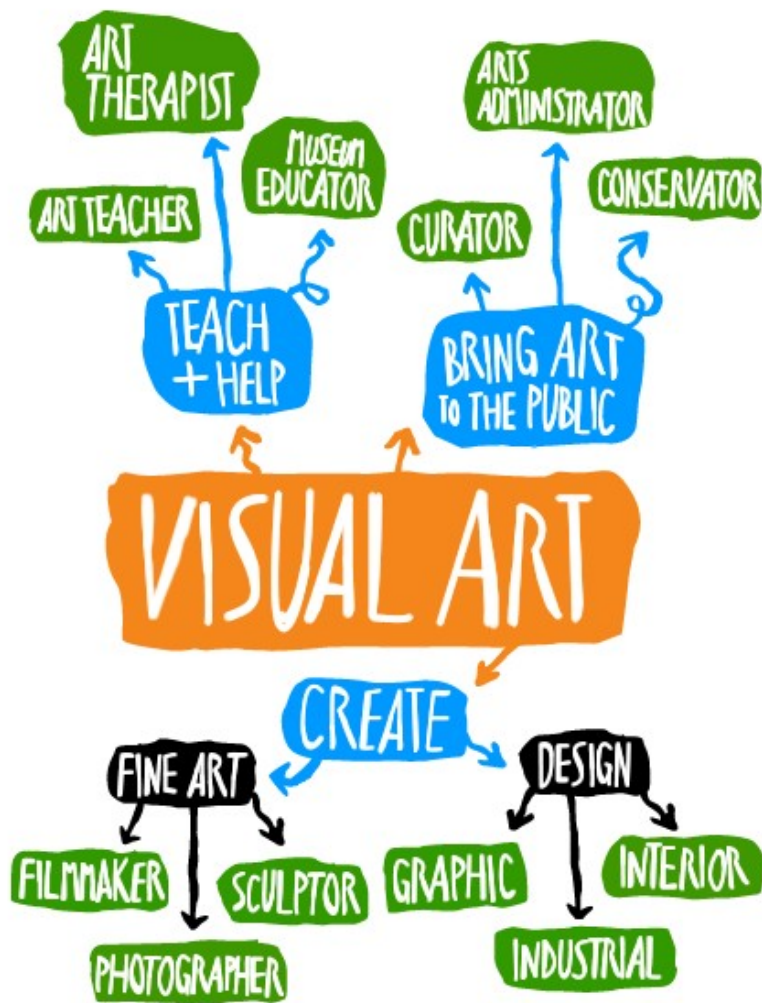 ART
THERAPIST
ARTS
ADMINISTRATOR
MUSEUM
EDUCATOR
CONSERVATOR
ART TEACHER
CURATOR
TEACH
+ HELP
BRING ART
TO THE PUBLIC
VISUAL ART
CREATE
FINE ART
DESIGN
FILMMAKER
SCULPTOR
GRAPHIC
INTERIOR
PHOTOGRAPHER
INDUSTRIAL